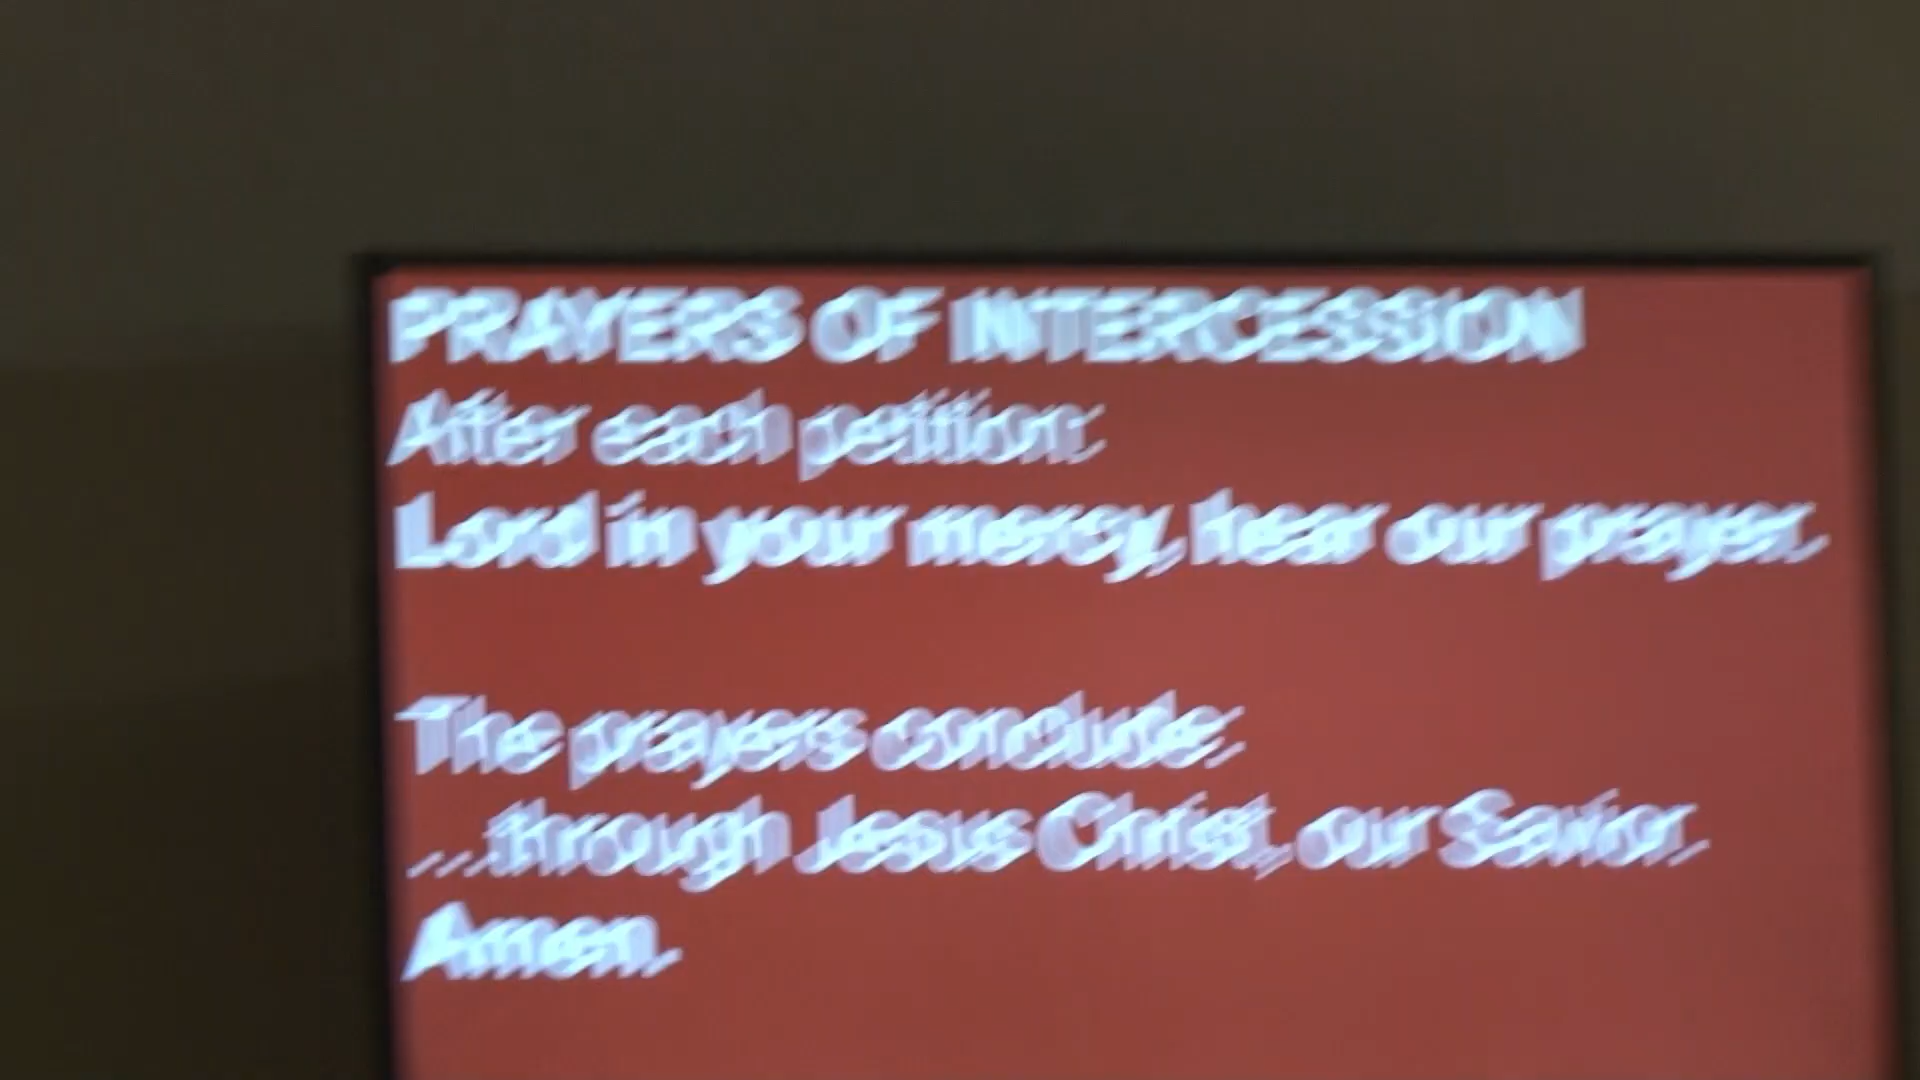 PRAYERS OF INTERCESSION
After each petition:
Lord in your mercy, hear our prayer.
The prayers conclude:
...through Jesus Christ, our Savior.
Amen.